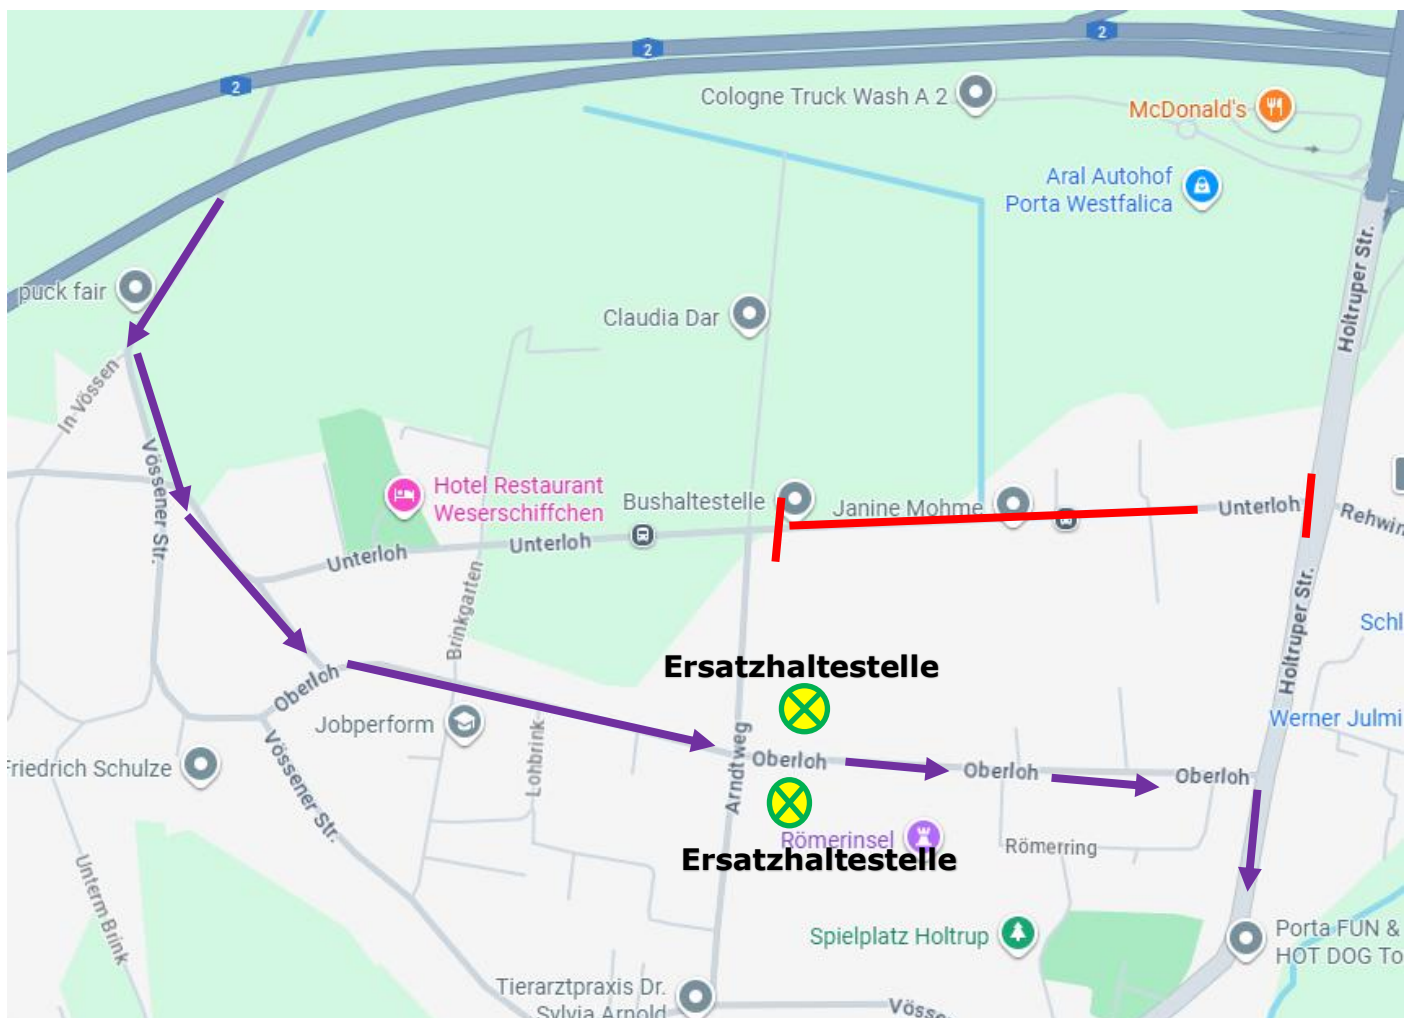 2
2
2
Cologne Truck Wash A 2
McDonald's
Aral Autohof
Porta Westfalica
Holtruper Str.
puck fair
Claudia Dar
In Vössen
Vössener Str.
Hotel Restaurant
Weserschiffchen
Bushaltestelle
Janine Mohme
Unterloh
Rehwin
Unterloh
Unterloh
Brinkgarten
Holtruper Str.
Schl
Ersatzhaltestelle
Oberloh
Jobperform
Werner Julmi
Friedrich Schulze
Vössener Str.
Lohbrink
Arndtweg
Oberloh
Oberloh
Oberloh
Römerinsel
Römerring
Ersatzhaltestelle
Unterm Brink
Spielplatz Holtrup
Porta FUN &
HOT DOG To
Tierarztpraxis Dr.
Sylvia Arnold
Vösse